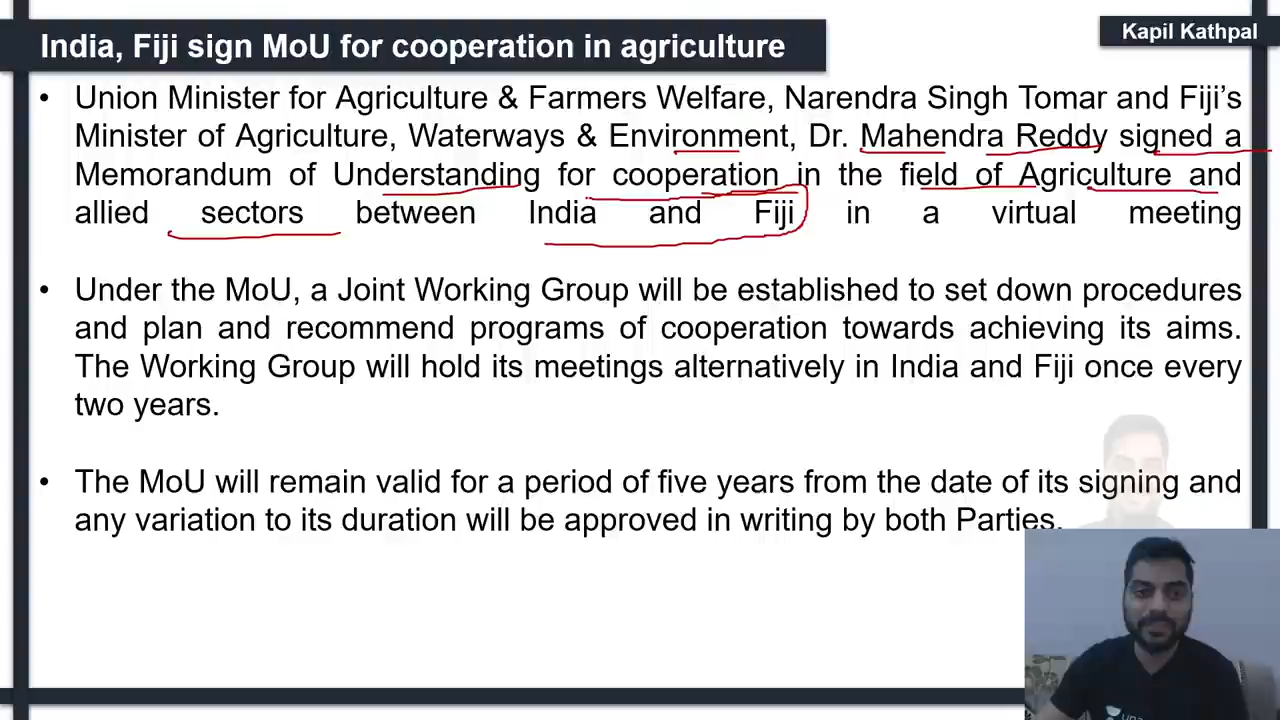 India, Fiji sign MoU for cooperation in agriculture
Kapil Kathpal
• Union Minister for Agriculture & Farmers Welfare, Narendra Singh Tomar and Fiji's
Minister of Agriculture, Waterways & Environment, Dr. Mahendra Reddy signed a
Memorandum of Understanding for cooperation in the field of Agriculture and
allied sectors between India and Fiji in a virtual meeting
• Under the MoU, a Joint Working Group will be established to set down procedures
and plan and recommend programs of cooperation towards achieving its aims.
The Working Group will hold its meetings alternatively in India and Fiji once every
two years.
• The MoU will remain valid for a period of five years from the date of its signing and
any variation to its duration will be approved in writing by both Parties.